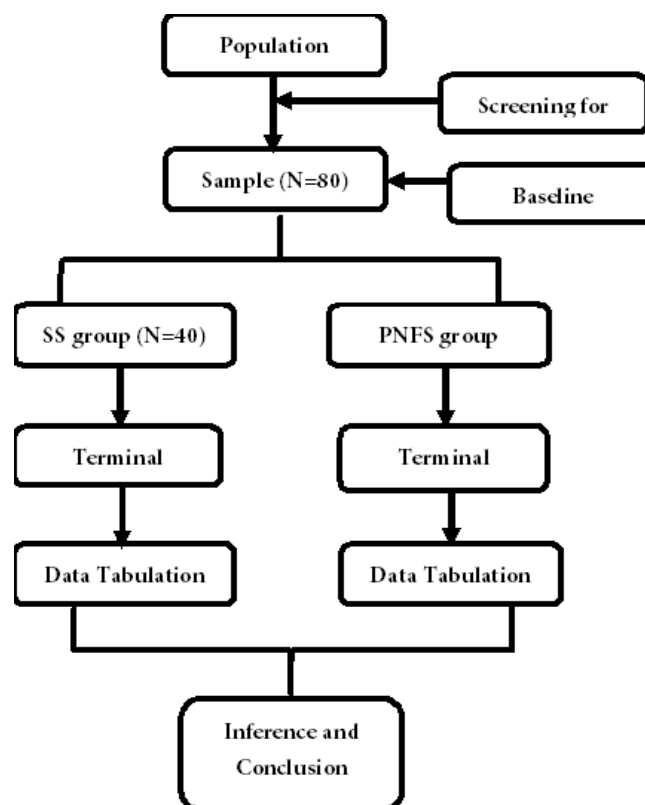 Population
Screening for
Sample (N=80)
Baseline
SS group (N=40)
PNFS group
Terminal
Terminal
Data Tabulation
Data Tabulation
Inference and
Conclusion